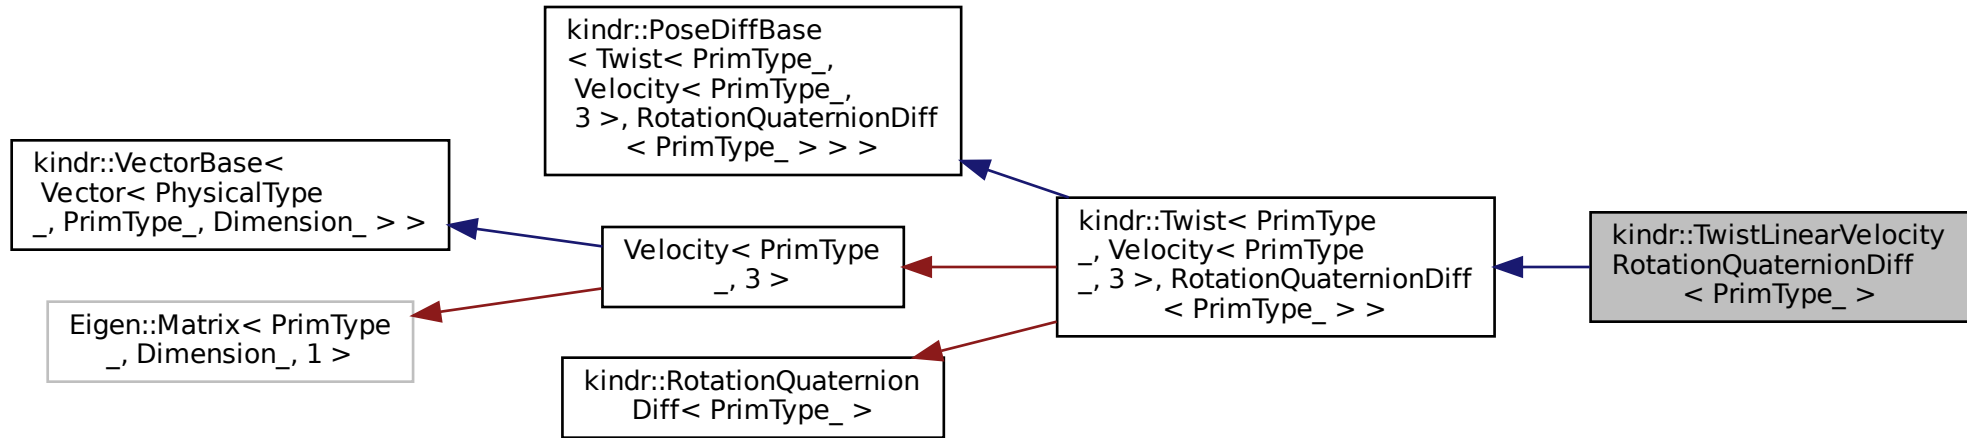 kindr::PoseDiffBase
< Twist< PrimType_,
Velocity< PrimType_,
3 >, RotationQuaternionDiff
< PrimType_ > > >
kindr::VectorBase<
Vector< PhysicalType
_, PrimType_, Dimension_ > >
Velocity< PrimType
_, 3 >
Eigen::Matrix< PrimType
_, Dimension_, 1 >
kindr::RotationQuaternion
Diff< PrimType_ >
kindr::Twist< PrimType
_, Velocity< PrimType
_, 3 >, RotationQuaternionDiff
< PrimType_ > >
kindr::TwistLinearVelocity
RotationQuaternionDiff
< PrimType_ >